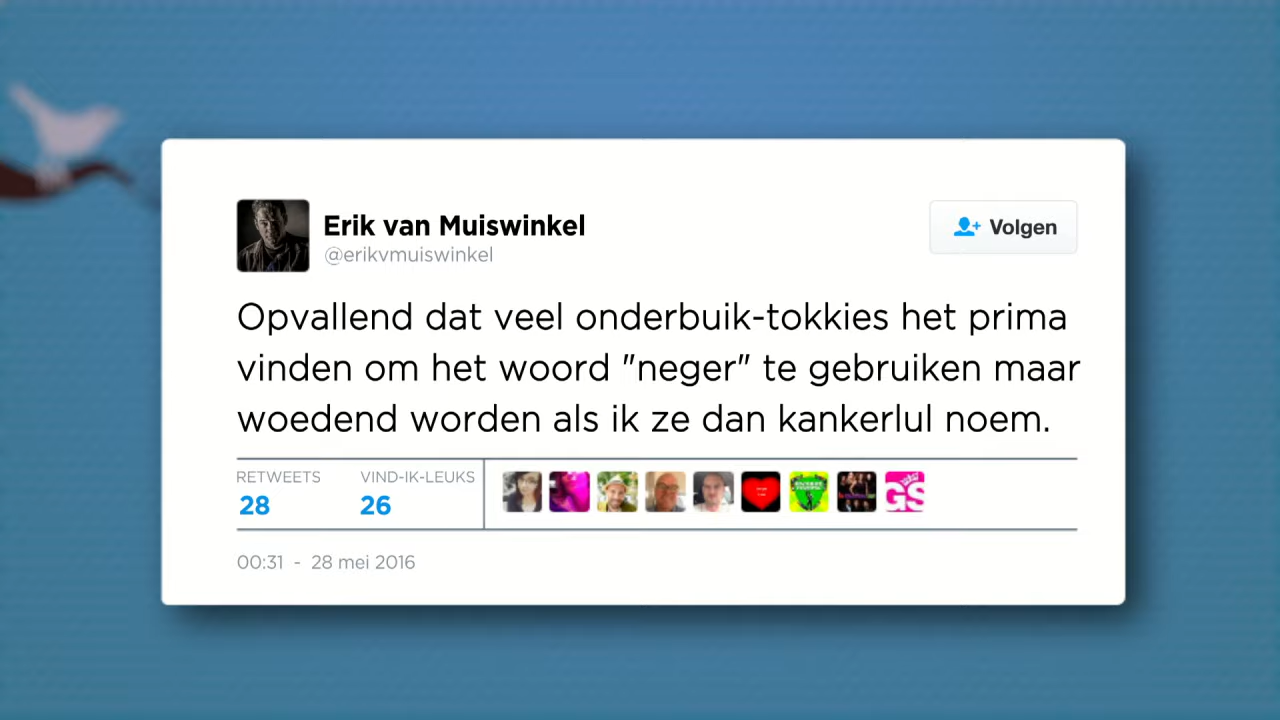 Erik van Muiswinkel
@erikvmuiswinkel
Volgen
Opvallend dat veel onderbuik-tokkies het prima
vinden om het woord "neger" te gebruiken maar
woedend worden als ik ze dan kankerlul noem.
RETWEETS VIND-IK-LEUKS
28 26
GS
00:31 - 28 mei 2016